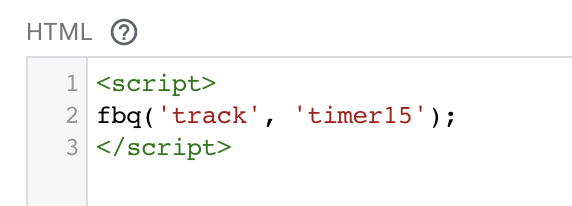 HTML ?
1 <script>
2 fbq('track', 'timer15');
3 </script>